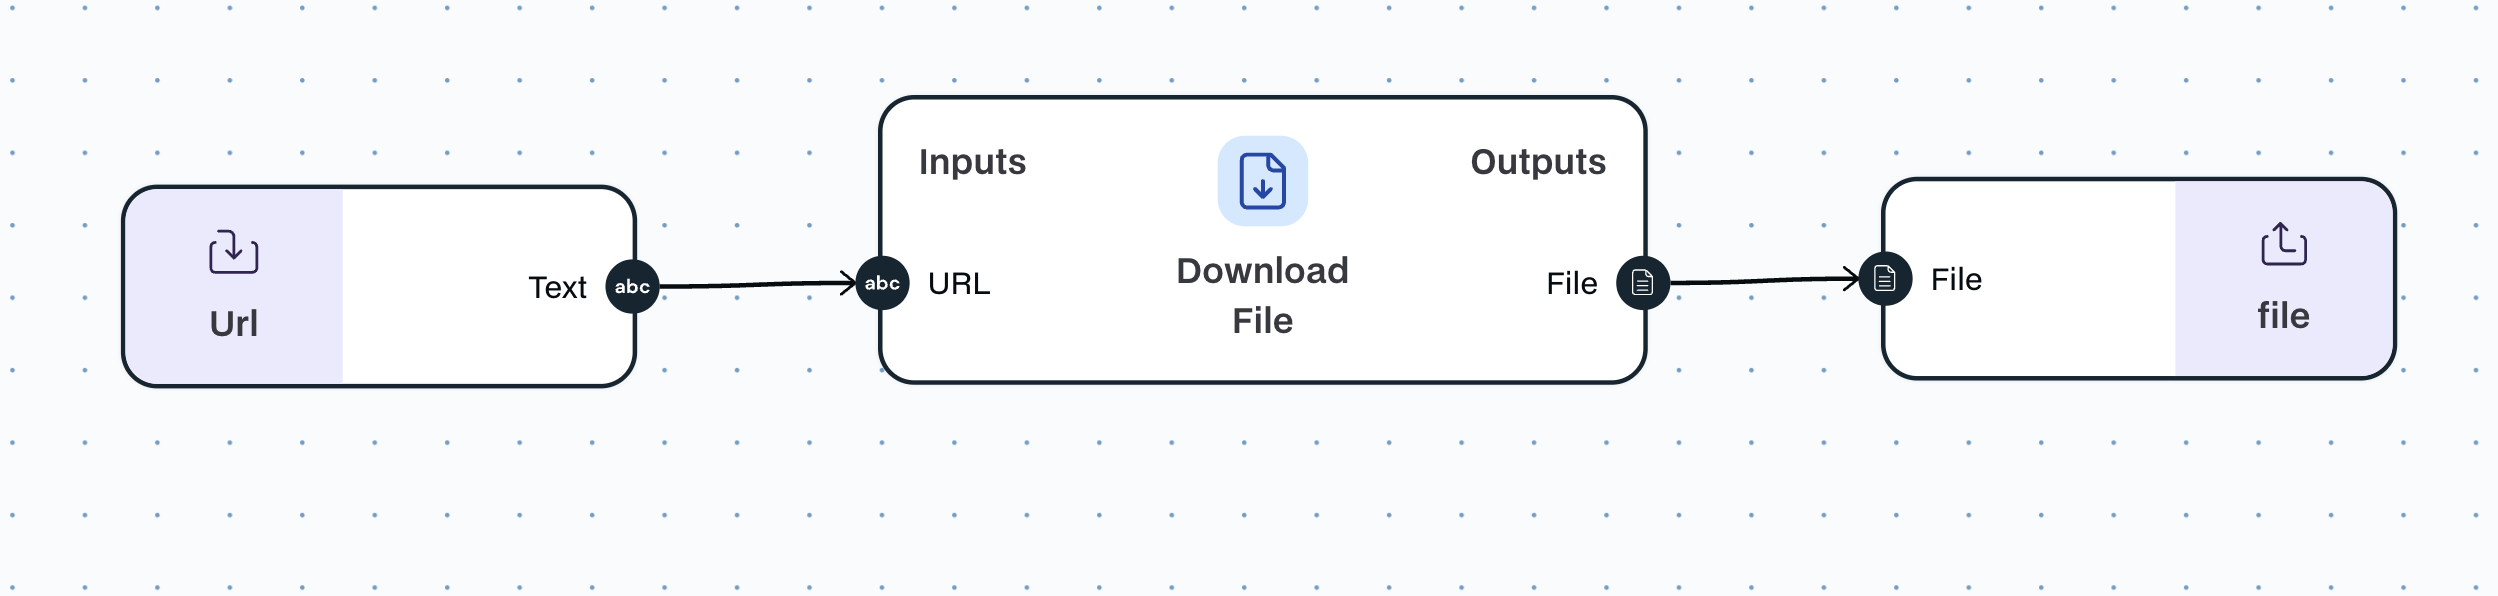 Url
Text
abc
abc
Inputs
URL
Download
File
Outputs
File
File
file